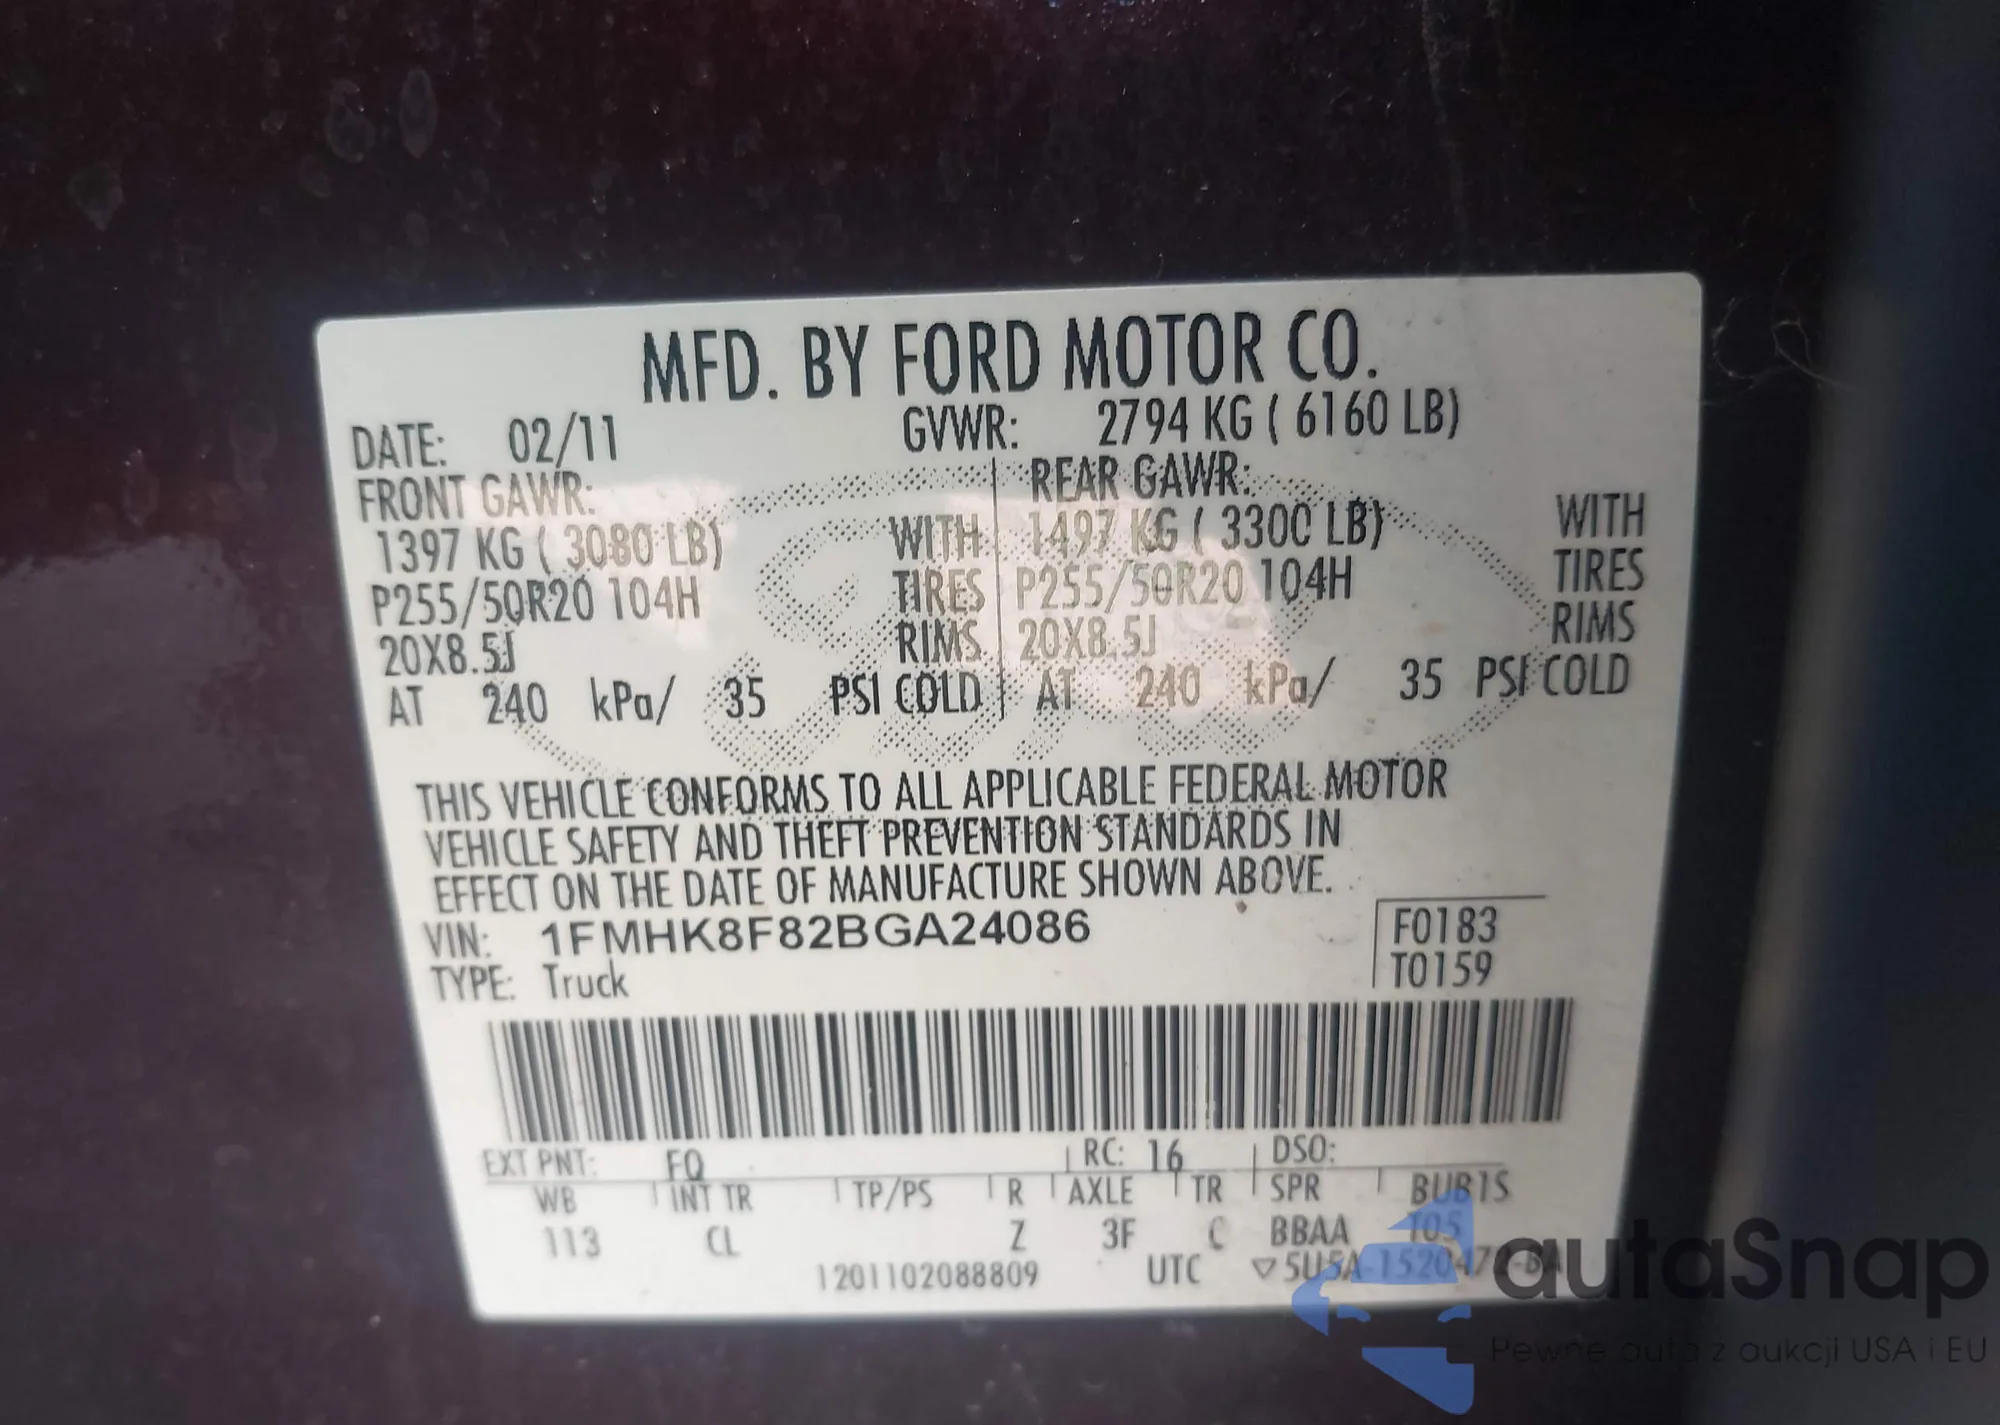 MFD. BY FORD MOTOR CO.
DATE: 02/11 GVWR: 2794 KG ( 6160 LB)
FRONT GAWR: REAR GAWR:
1397 KG ( 3080 LB) WITH 1497 KG ( 3300 LB) WITH
P255/50R20 104H TIRES P255/50R20 104H TIRES
20X8.5J RIMS 20X8.5J RIMS
AT 240 kPa/ 35 PSI COLD AT 240 kPa/ 35 PSI COLD
THIS VEHICLE CONFORMS TO ALL APPLICABLE FEDERAL MOTOR
VEHICLE SAFETY AND THEFT PREVENTION STANDARDS IN
EFFECT ON THE DATE OF MANUFACTURE SHOWN ABOVE.
VIN: 1FMHK8F82BGA24086 F0183
TYPE: Truck T0159
EXT PNT: FQ RC: 16 DSO:
WB INT TR TP/PS R AXLE TR SPR BUB1S
113 CL Z 3F C BBAA T05
1201102088809 UTC ▽5U5A-1520472-BA
autaSnap
Pewne auta z aukcji USA i EU